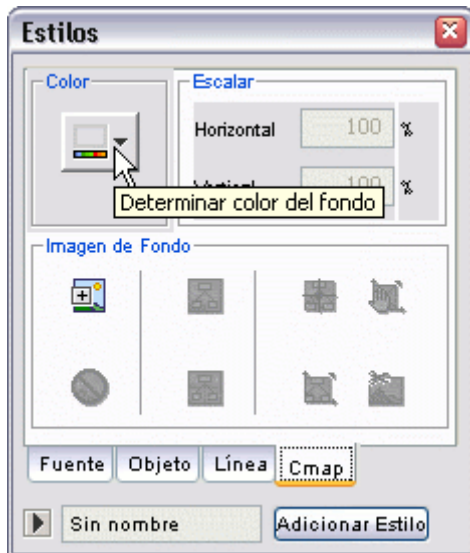 Estilos
Color
Escalar
Horizontal
100 %
100 %
Determinar color del fondo
Imagen de Fondo
Fuente Objeto Línea Cmap
Sin nombre Adicionar Estilo